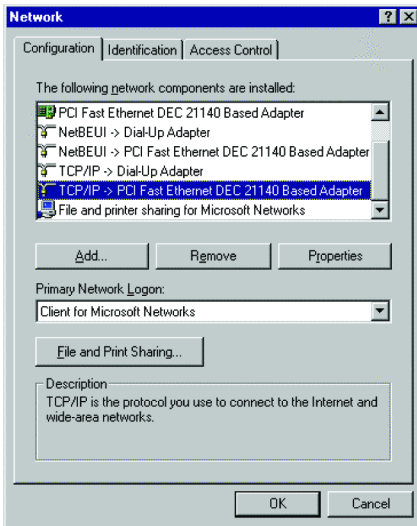 Network
Configuration
Identification
Access Control
The following network components are installed:
PCI Fast Ethernet DEC 21140 Based Adapter
NetBEUI -> Dial-Up Adapter
NetBEUI -> PCI Fast Ethernet DEC 21140 Based Adapter
TCP/IP -> Dial-Up Adapter
TCP/IP -> PCI Fast Ethernet DEC 21140 Based Adapter
File and printer sharing for Microsoft Networks
Add...
Remove
Properties
Primary Network Logon:
Client for Microsoft Networks
File and Print Sharing...
Description
TCP/IP is the protocol you use to connect to the Internet and
wide-area networks.
OK
Cancel